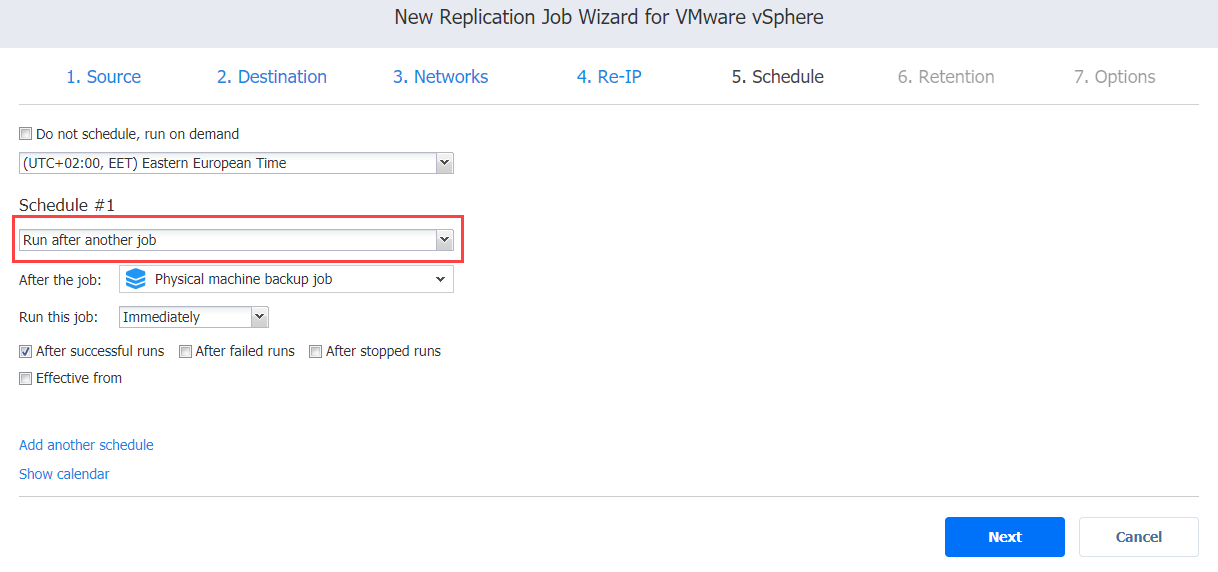 New Replication Job Wizard for VMware vSphere
1. Source 2. Destination 3. Networks 4. Re-IP 5. Schedule 6. Retention 7. Options
Do not schedule, run on demand
(UTC+02:00, EET) Eastern European Time
Schedule #1
Run after another job
After the job: Physical machine backup job
Run this job: Immediately
After successful runs After failed runs After stopped runs
Effective from
Add another schedule
Show calendar
Next Cancel